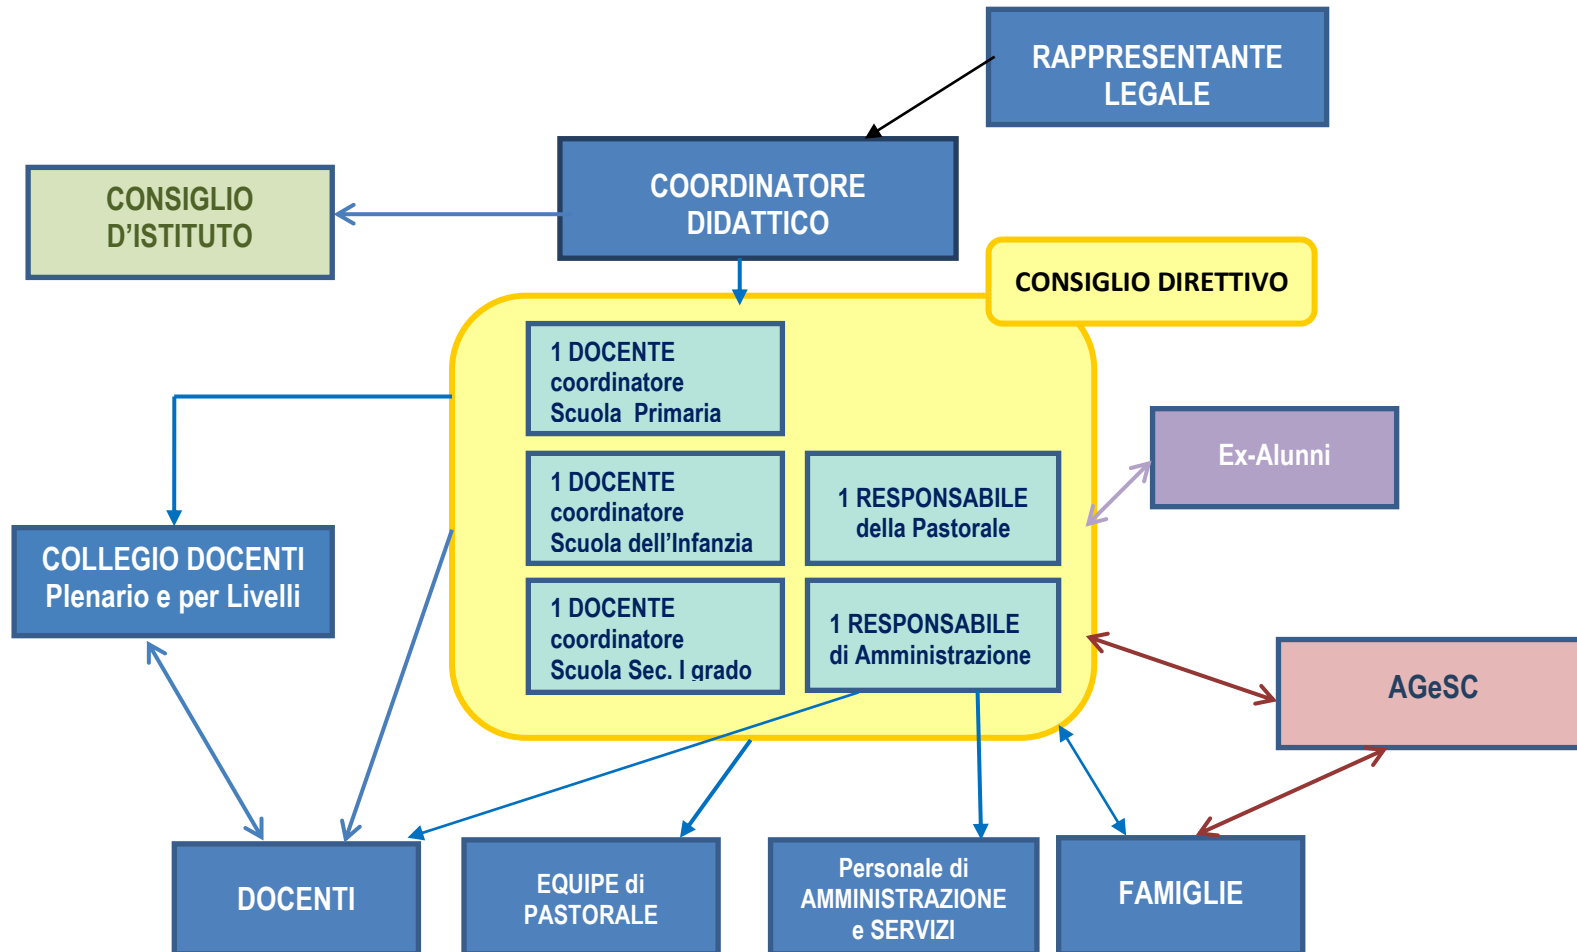 RAPPRESENTANTE
LEGALE
COORDINATORE
DIDATTICO
CONSIGLIO
D’ISTITUTO
CONSIGLIO DIRETTIVO
1 DOCENTE
coordinatore
Scuola  Primaria
1 DOCENTE
coordinatore
Scuola dell’Infanzia
1 RESPONSABILE
della Pastorale
1 DOCENTE
coordinatore
Scuola Sec. I grado
1 RESPONSABILE
di Amministrazione
Ex-Alunni
COLLEGIO DOCENTI
Plenario e per Livelli
AGeSC
DOCENTI
EQUIPE di
PASTORALE
Personale di
AMMINISTRAZIONE
e SERVIZI
FAMIGLIE